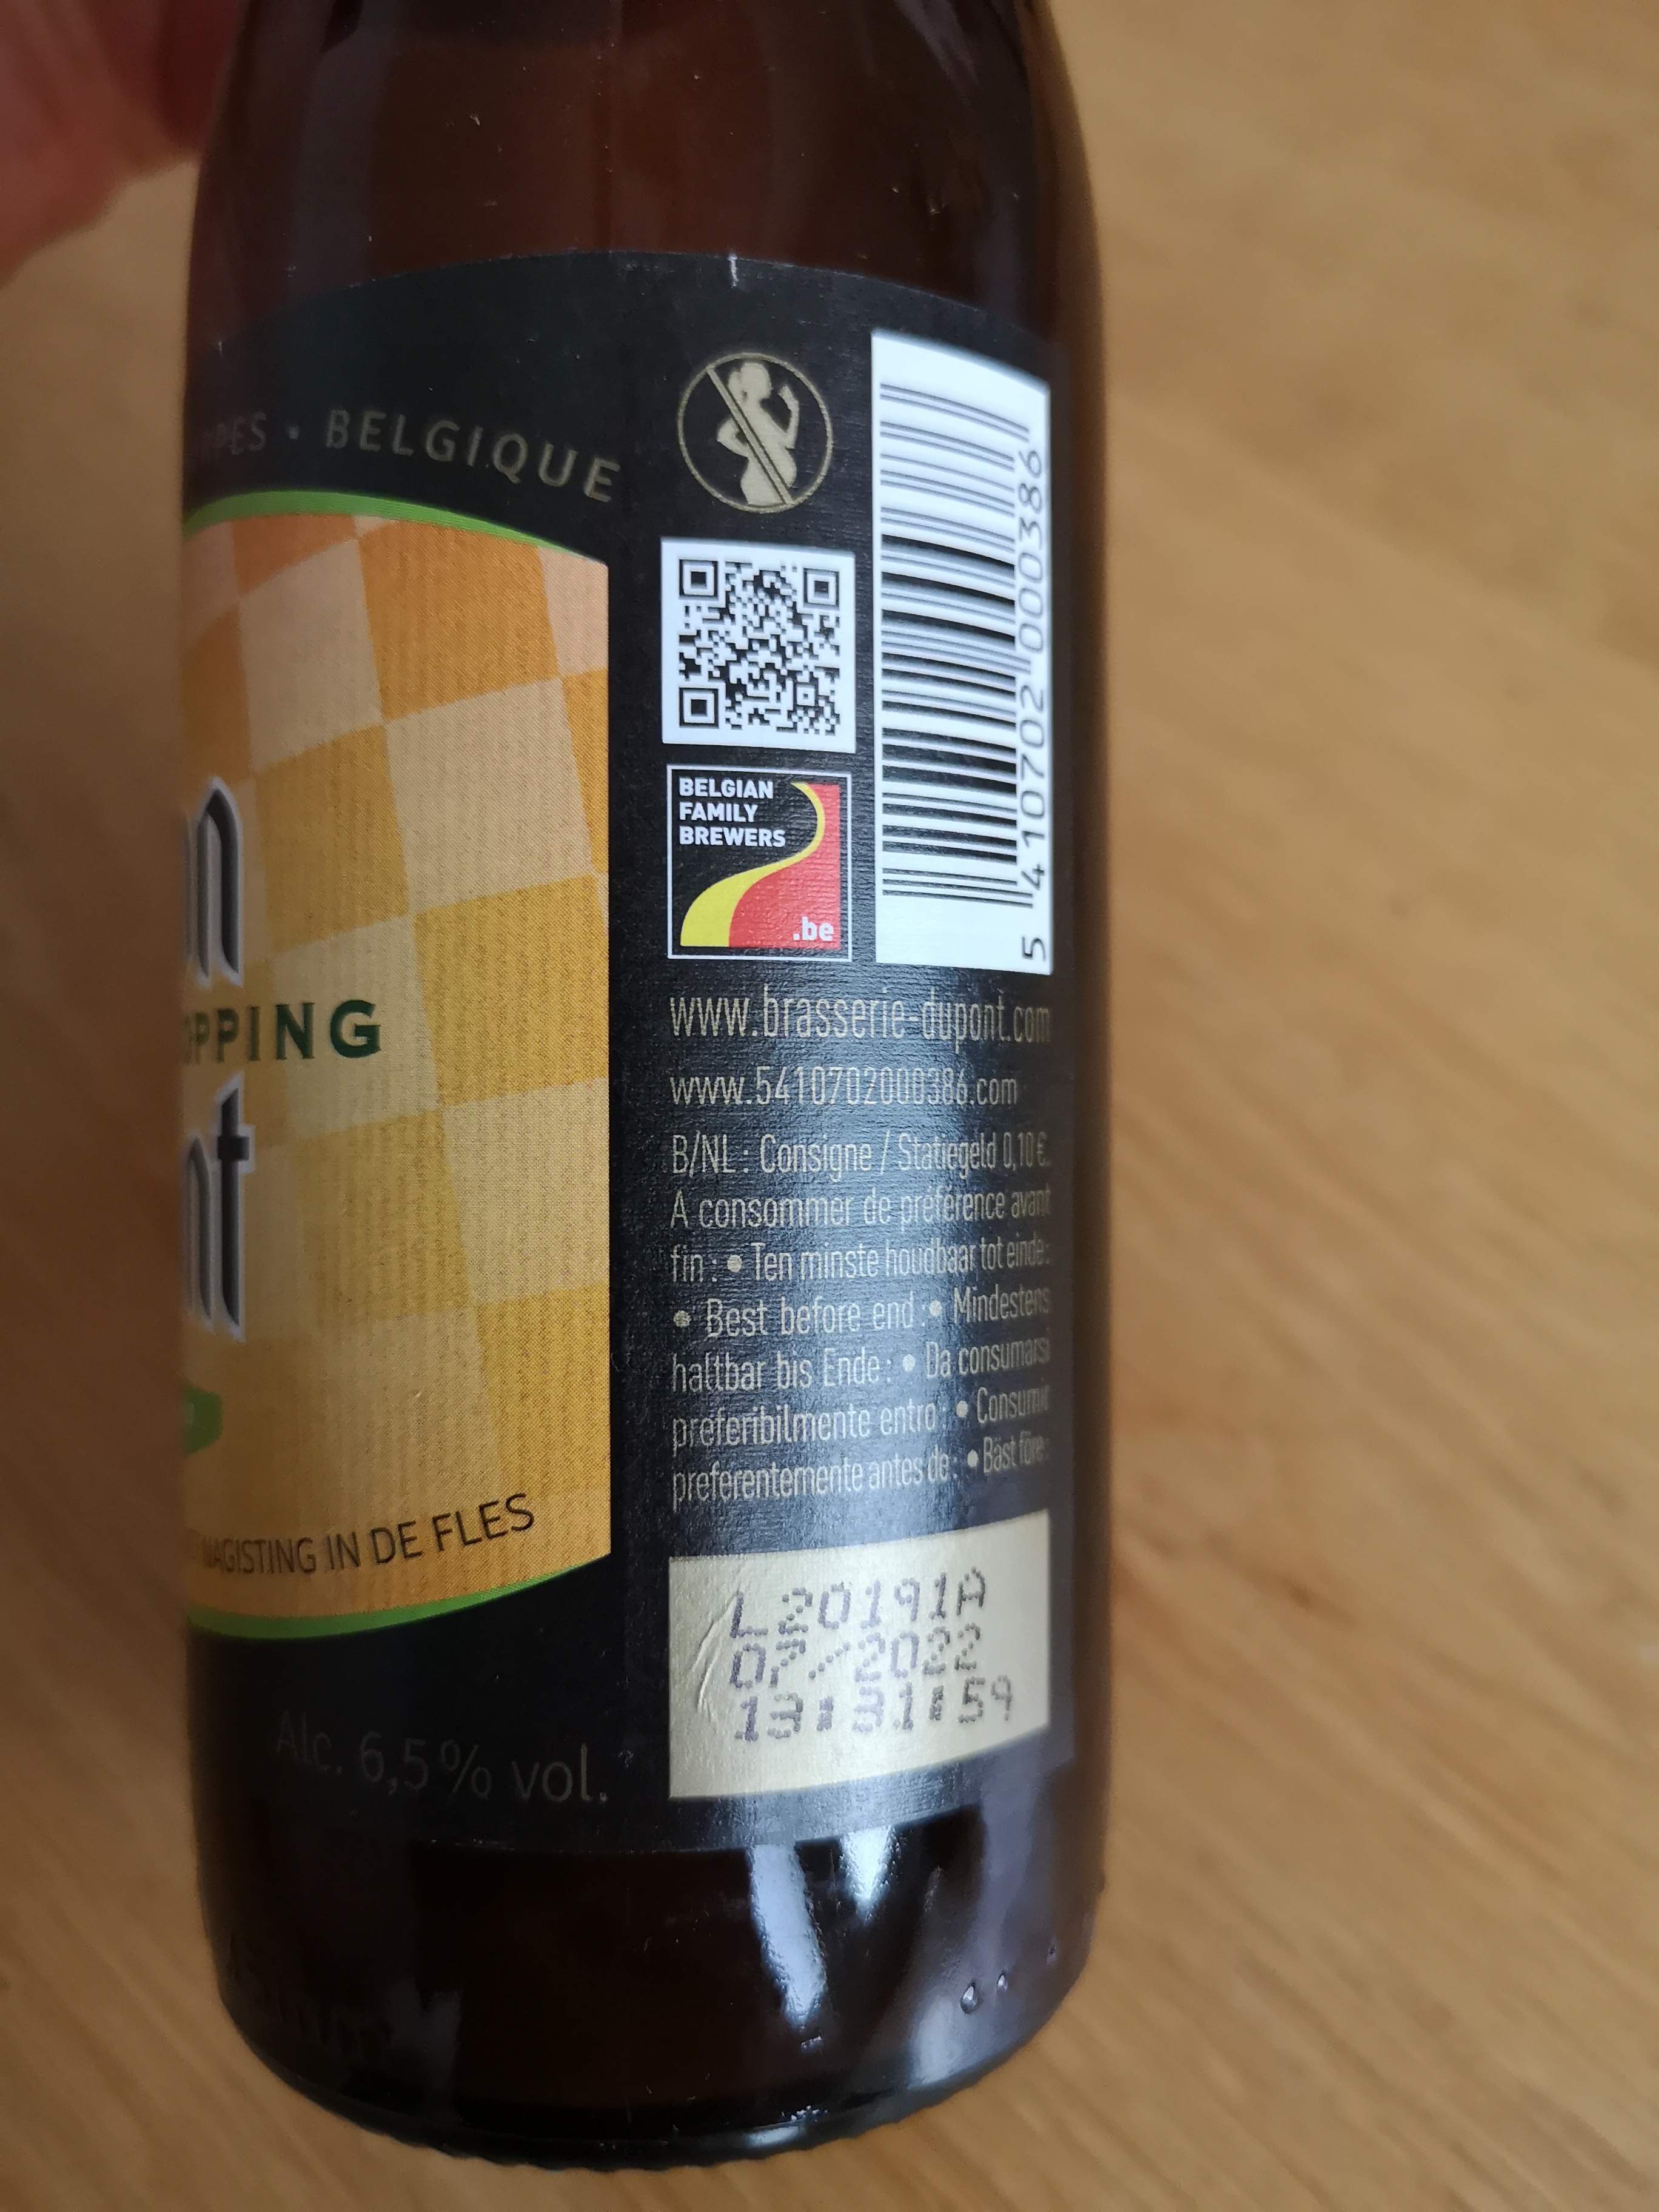 BELGIQUE
PPING
NAGISTING IN DE FLES
Alc. 6,5% vol.
BELGIAN
FAMILY
BREWERS
.be
5 410702 000386
www.brasserie-dupont.com
www.5410702000386.com
B/NL : Consigne / Statiegeld 0,10 €.
A consommer de préférence avant
fin : • Ten minste houdbaar tot einde :
• Best before end : • Mindestens
haltbar bis Ende : • Da consumarsi
preferibilmente entro : • Consumir
preferentemente antes de : • Bäst före :
L20191A
07/2022
13:31:59